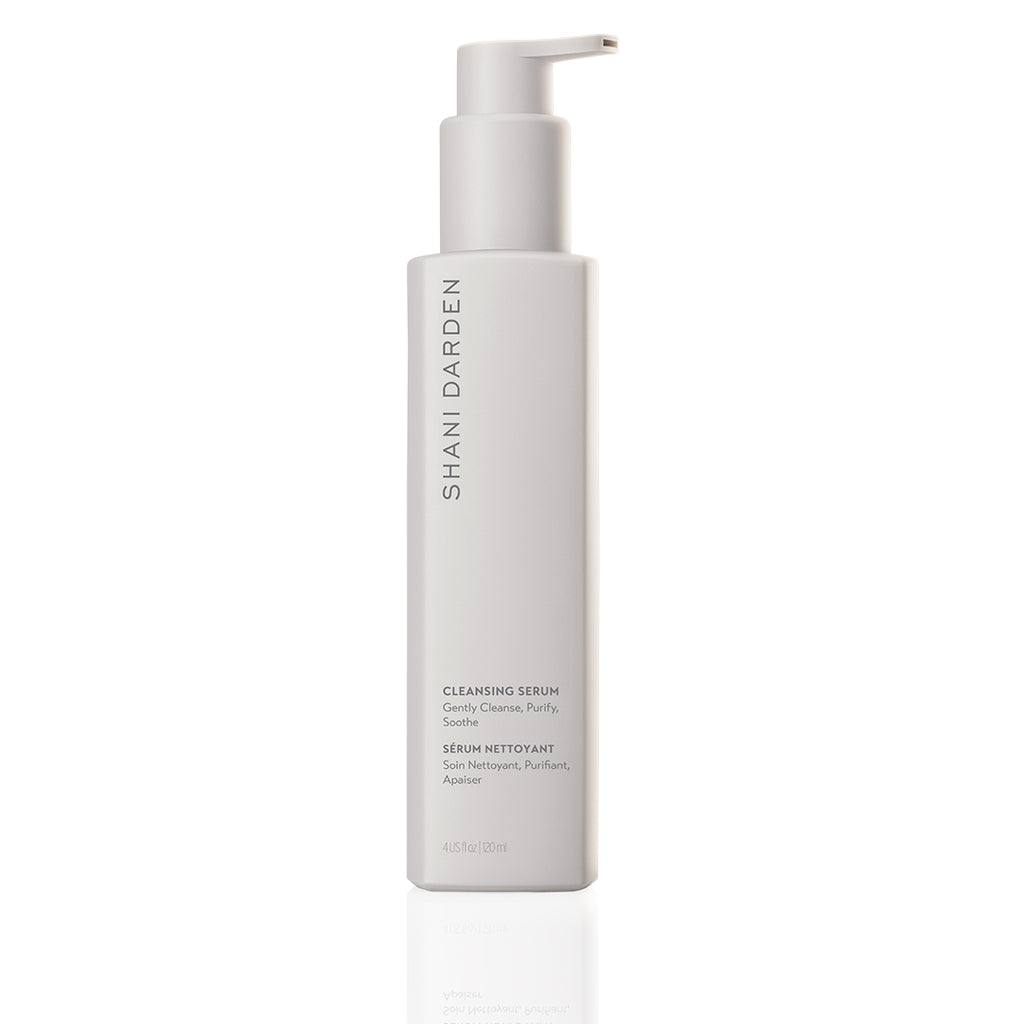 SHANI DARDEN
CLEANSING SERUM
Gently Cleanse, Purify,
Soothe
SÉRUM NETTOYANT
Soin Nettoyant, Purifiant,
Apaiser
4 US fl oz | 120 ml